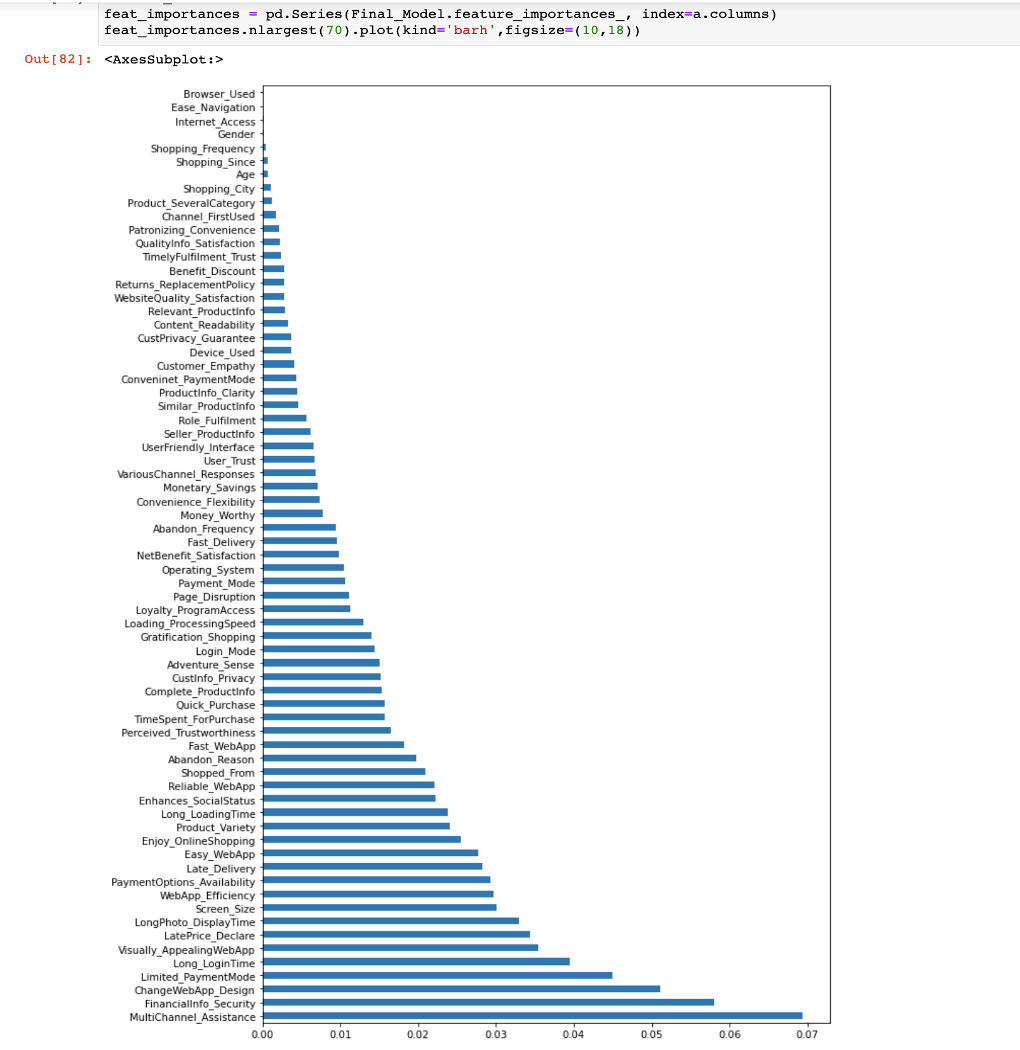 feat_importances = pd.Series(Final_Model.feature_importances_, index=a.columns)
feat_importances.nlargest(70).plot(kind='barh',figsize=(10,18))
Out[82]: <AxesSubplot:>
Browser_Used
Ease_Navigation
Internet_Access
Gender
Shopping_Frequency
Shopping_Since
Age
Shopping_City
Product_SeveralCategory
Channel_FirstUsed
Patronizing_Convenience
QualityInfo_Satisfaction
TimelyFulfilment_Trust
Benefit_Discount
Returns_ReplacementPolicy
WebsiteQuality_Satisfaction
Relevant_ProductInfo
Content_Readability
CustPrivacy_Guarantee
Device_Used
Customer_Empathy
Conveninet_PaymentMode
ProductInfo_Clarity
Similar_ProductInfo
Role_Fulfilment
Seller_ProductInfo
UserFriendly_Interface
User_Trust
VariousChannel_Responses
Monetary_Savings
Convenience_Flexibility
Money_Worthy
Abandon_Frequency
Fast_Delivery
NetBenefit_Satisfaction
Operating_System
Payment_Mode
Page_Disruption
Loyalty_ProgramAccess
Loading_ProcessingSpeed
Gratification_Shopping
Login_Mode
Adventure_Sense
CustInfo_Privacy
Complete_ProductInfo
Quick_Purchase
TimeSpent_ForPurchase
Perceived_Trustworthiness
Fast_WebApp
Abandon_Reason
Shopped_From
Reliable_WebApp
Enhances_SocialStatus
Long_LoadingTime
Product_Variety
Enjoy_OnlineShopping
Easy_WebApp
Late_Delivery
PaymentOptions_Availability
WebApp_Efficiency
Screen_Size
LongPhoto_DisplayTime
LatePrice_Declare
Visually_AppealingWebApp
Long_LoginTime
Limited_PaymentMode
ChangeWebApp_Design
FinancialInfo_Security
MultiChannel_Assistance
0.00 0.01 0.02 0.03 0.04 0.05 0.06 0.07